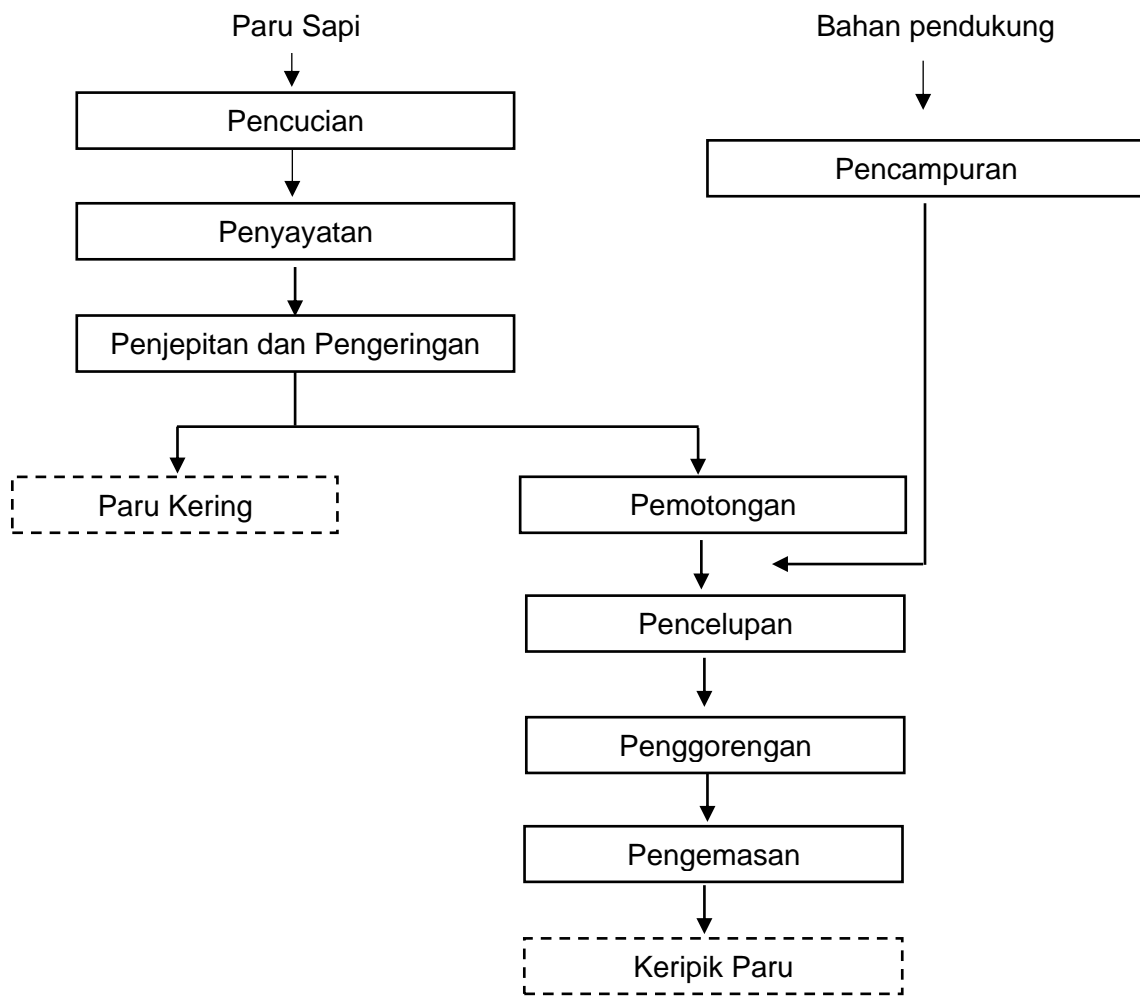 Paru Sapi
Bahan pendukung
Pencucian
Pencampuran
Penyayatan
Penjepitan dan Pengeringan
Paru Kering
Pemotongan
Pencelupan
Penggorengan
Pengemasan
Keripik Paru